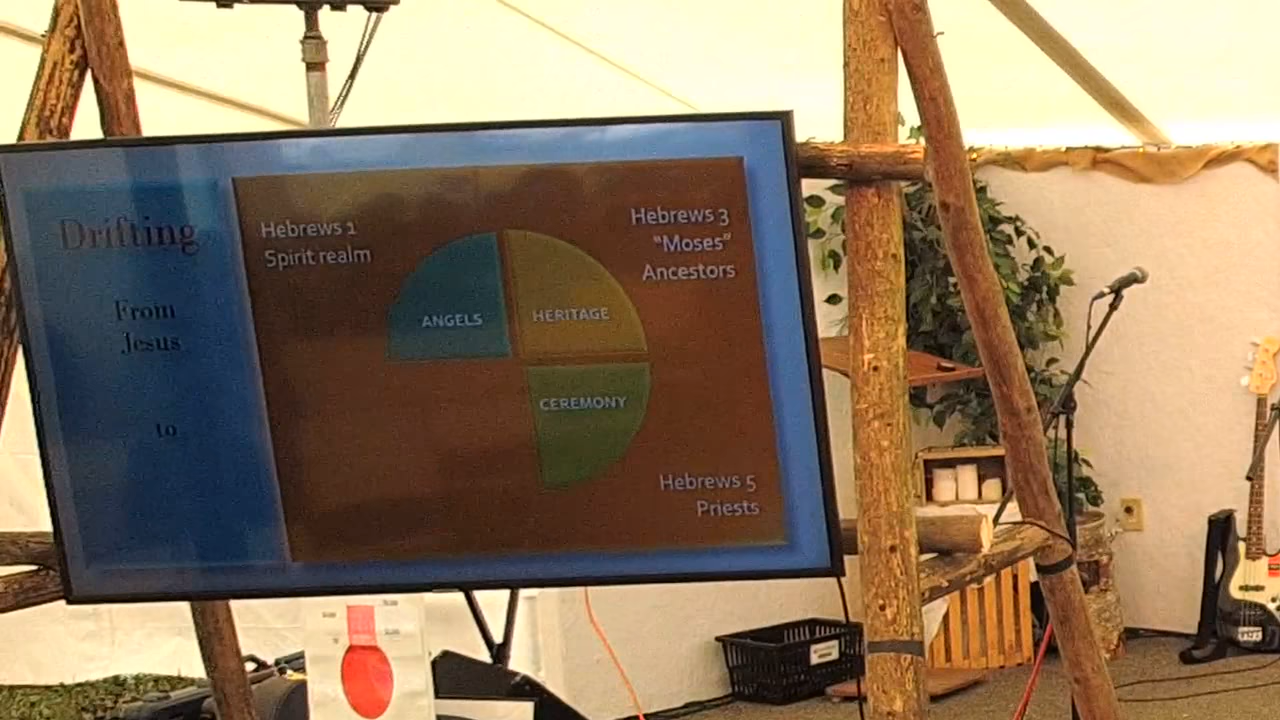 Drifting
From
Jesus
to
Hebrews 1
Spirit realm
Hebrews 3
"Moses"
Ancestors
ANGELS
HERITAGE
CEREMONY
Hebrews 5
Priests